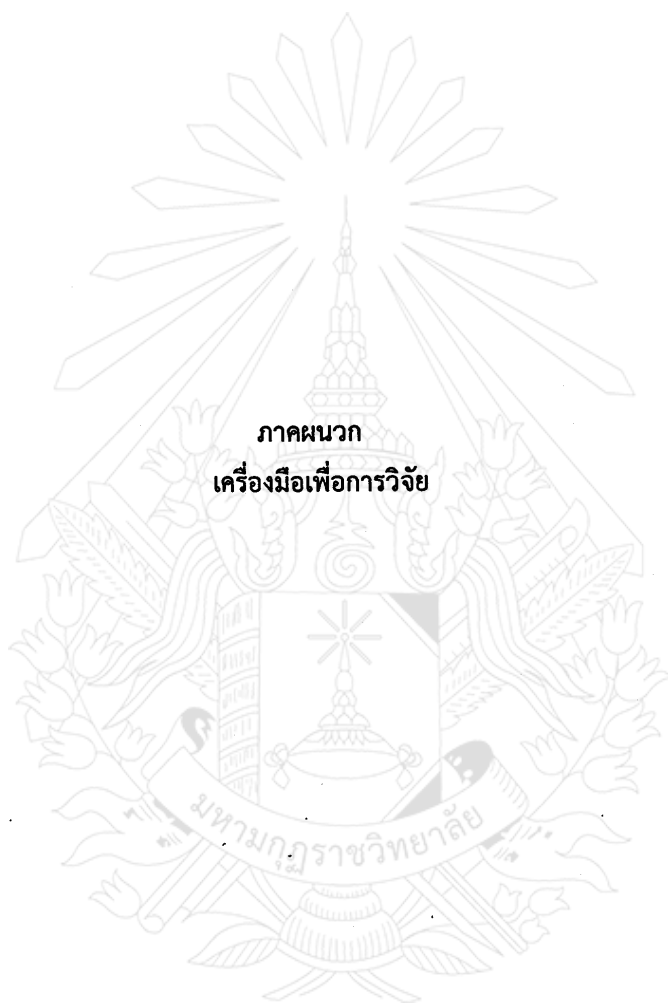 ภาคผนวก
เครื่องมือเพื่อการวิจัย
มหามกุฏราชวิทยาลัย